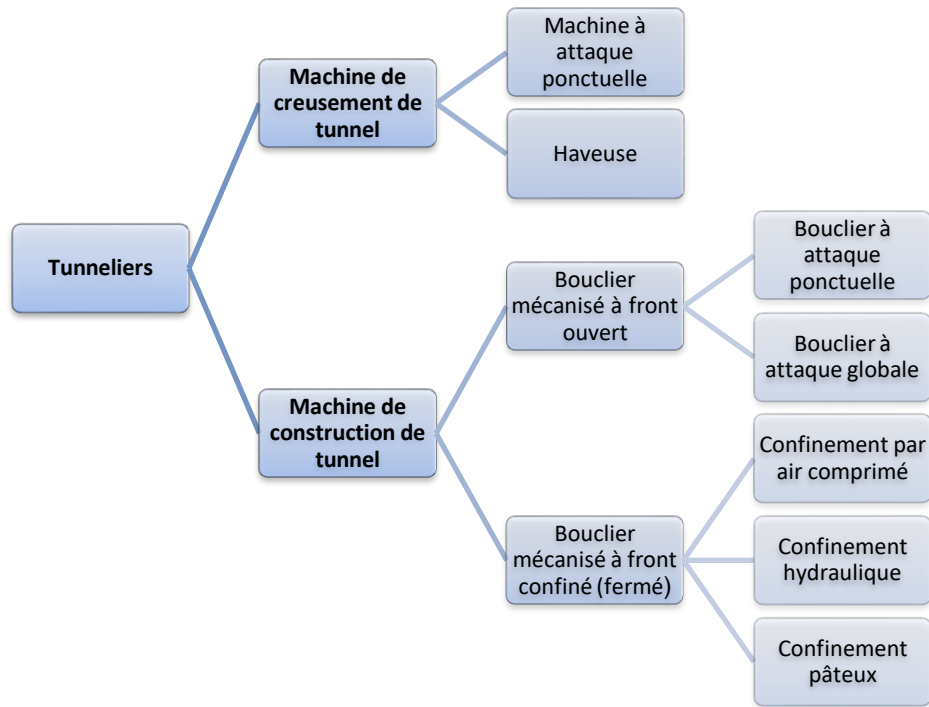 Tunneliers
Machine de
creusement de
tunnel
Machine à
attaque
ponctuelle
Haveuse
Machine de
construction de
tunnel
Bouclier
mécanisé à front
ouvert
Bouclier à
attaque
ponctuelle
Bouclier à
attaque globale
Bouclier
mécanisé à front
confiné (fermé)
Confinement par
air comprimé
Confinement
hydraulique
Confinement
pâteux